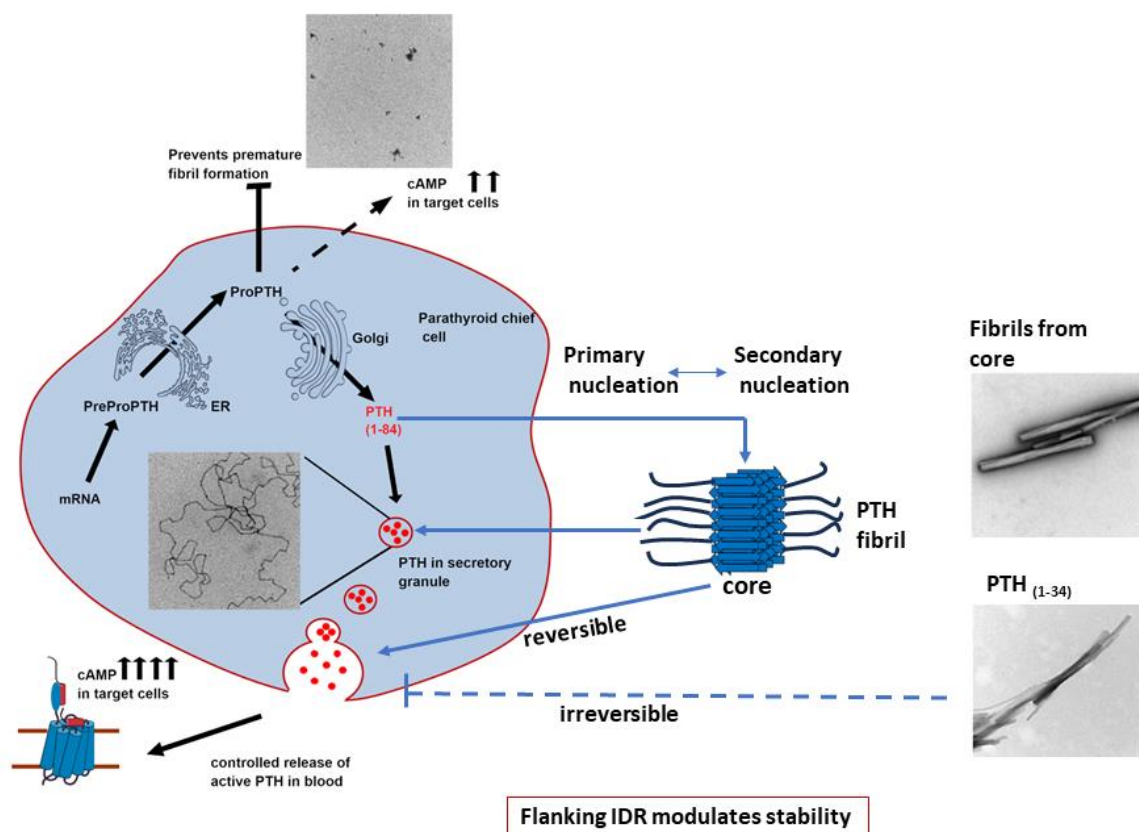 Prevents premature
fibril formation
cAMP
in target cells
ProPTH
Golgi
Parathyroid chief
cell
PreProPTH
ER
PTH
(1-84)
mRNA
PTH in secretory
granule
Primary
nucleation
Secondary
nucleation
PTH
fibril
core
reversible
irreversible
Fibrils from
core
PTH (1-34)
cAMP
in target cells
controlled release of
active PTH in blood
Flanking IDR modulates stability